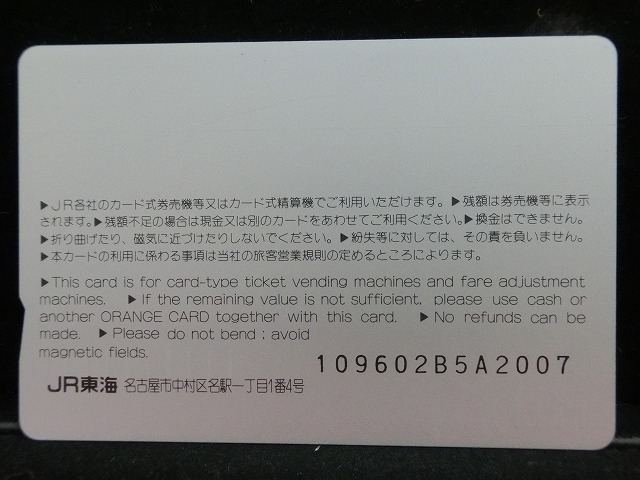 ▶JR各社のカード式券売機等又はカード式精算機でご利用いただけます。▶残額は券売機等に表示
されます。▶残額不足の場合は現金又は別のカードをあわせてご利用ください。▶換金はできません。
▶折り曲げたり、磁気に近づけたりしないでください。▶紛失等に対しては、その責を負いません。
▶本カードの利用に係わる事項は当社の旅客営業規則の定めるところによります。
▶This card is for card-type ticket vending machines and fare adjustment
machines. ▶If the remaining value is not sufficient, please use cash or
another ORANGE CARD together with this card. ▶No refunds can be
made. ▶Please do not bend; avoid
magnetic fields.
109602B5A2007
JR東海 名古屋市中村区名駅一丁目1番4号